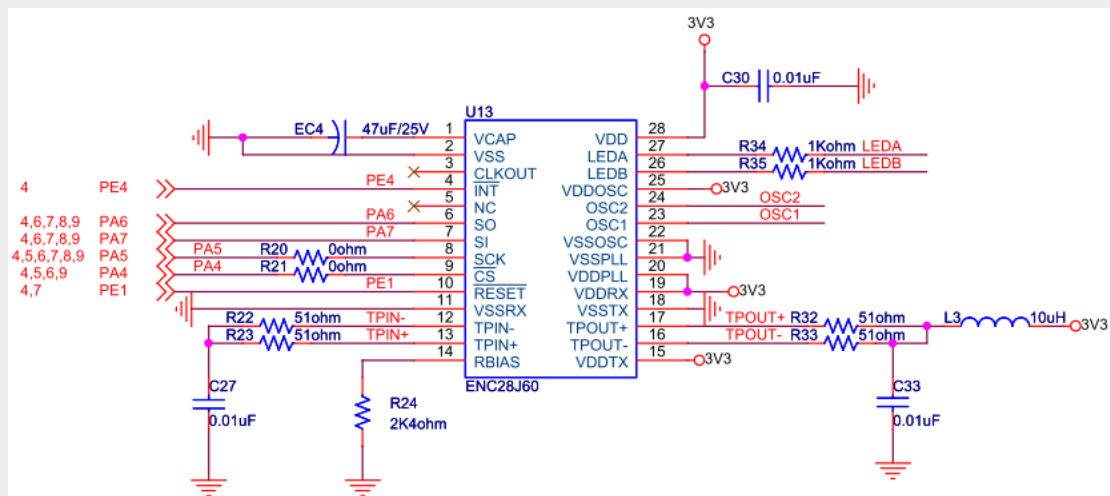 3V3
C30 0.01uF
U13
EC4 47uF/25V 1 VCAP VDD 28
2 VSS LEDA 27 R34 1Kohm LEDA
3 CLKOUT LEDB 26 R35 1Kohm LEDB
4 PE4 PE4 4 INT VDDOSC 25 3V3
5 NC OSC2 24 OSC2
4,6,7,8,9 PA6 PA6 6 SO OSC1 23 OSC1
4,6,7,8,9 PA7 PA7 7 SI VSSOSC 22
4,5,6,7,8,9 PA5 PA5 R20 0ohm 8 SCK VSSPLL 21
4,5,6,9 PA4 PA4 R21 0ohm 9 CS VDDPLL 20
4,7 PE1 PE1 10 RESET VDDRX 19 3V3
11 VSSRX VSSTX 18
R22 51ohm TPIN- 12 TPIN- TPOUT+ 17 TPOUT+ R32 51ohm L3 10uH 3V3
R23 51ohm TPIN+ 13 TPIN+ TPOUT- 16 TPOUT- R33 51ohm
14 RBIAS VDDTX 15 3V3
ENC28J60
C27
0.01uF
R24
2K4ohm
C33
0.01uF